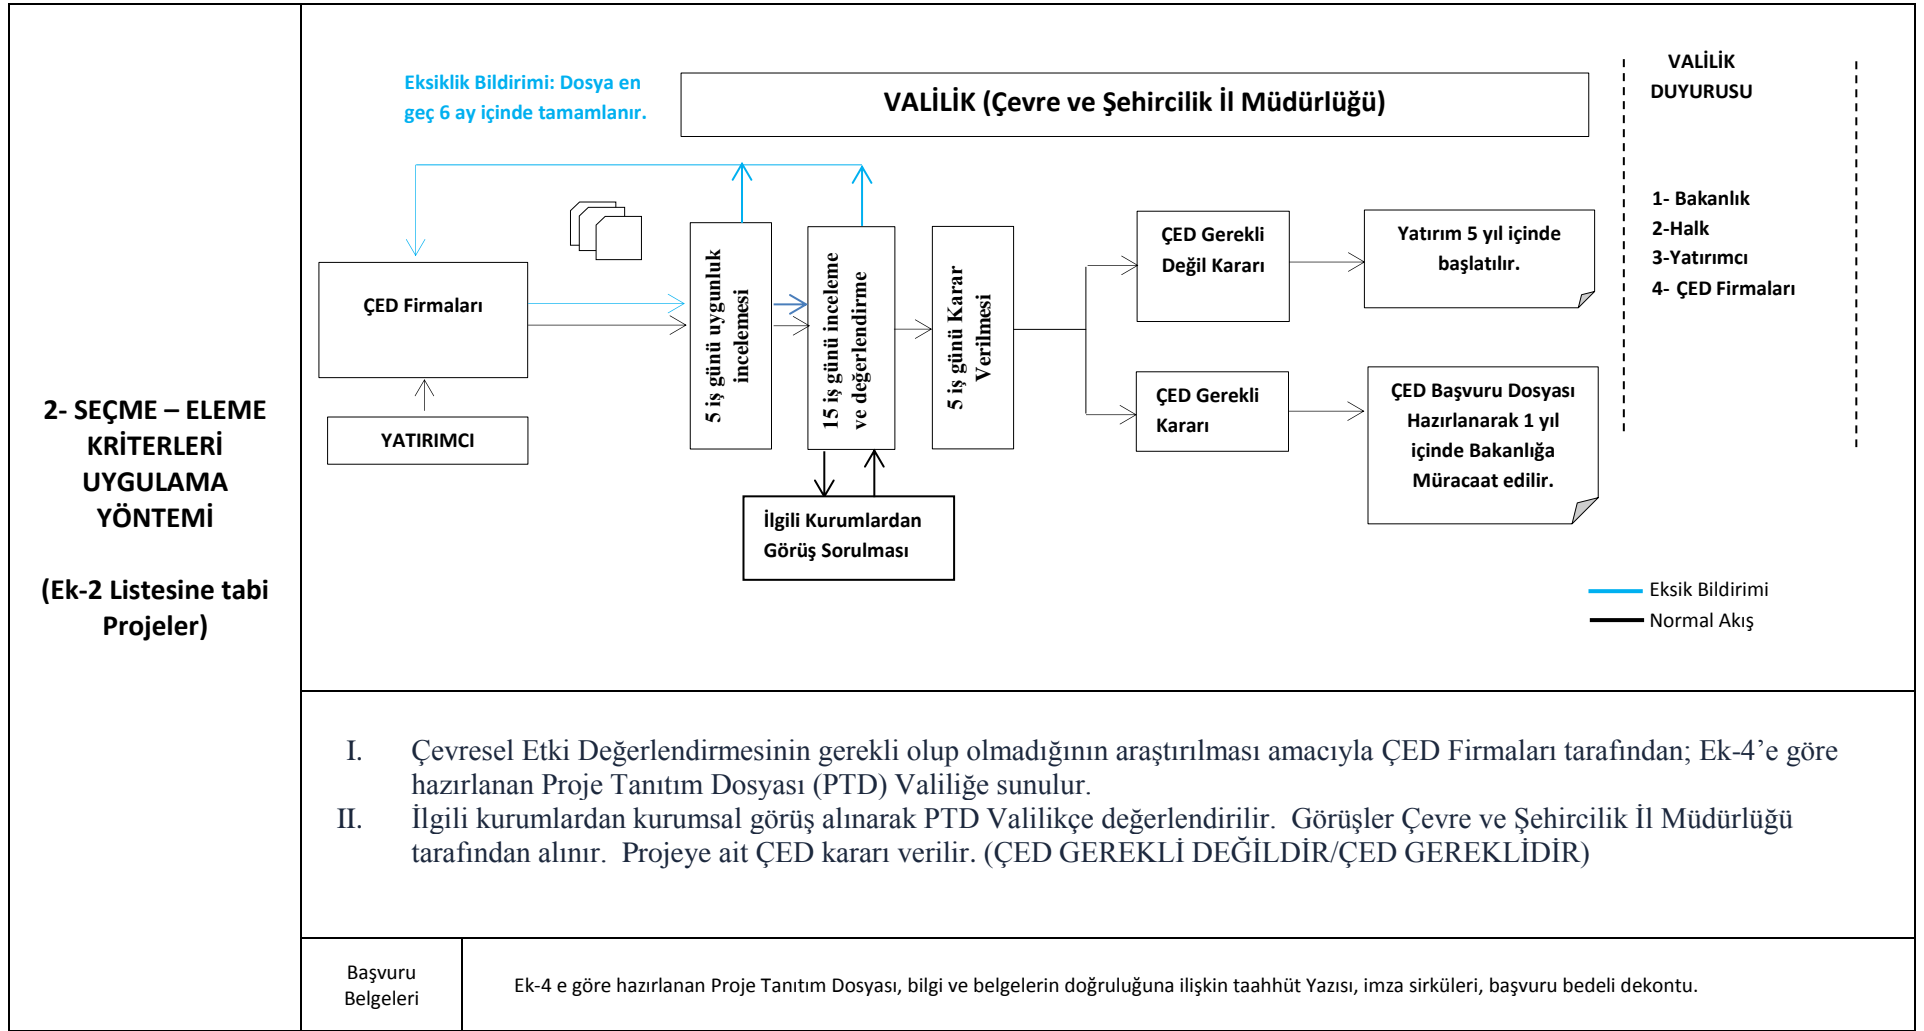 2- SEÇME – ELEME
KRİTERLERİ
UYGULAMA
YÖNTEMİ
(Ek-2 Listesine tabi
Projeler)
Eksiklik Bildirimi: Dosya en
geç 6 ay içinde tamamlanır.
VALİLİK (Çevre ve Şehircilik İl Müdürlüğü)
VALİLİK
DUYURUSU
1- Bakanlık
2-Halk
3-Yatırımcı
4- ÇED Firmaları
ÇED Firmaları
YATIRIMCI
5 iş günü uygunluk
incelemesi
15 iş günü inceleme
ve değerlendirme
5 iş günü Karar
Verilmesi
ÇED Gerekli
Değil Kararı
Yatırım 5 yıl içinde
başlatılır.
ÇED Gerekli
Kararı
ÇED Başvuru Dosyası
Hazırlanarak 1 yıl
içinde Bakanlığa
Müracaat edilir.
İlgili Kurumlardan
Görüş Sorulması
Eksik Bildirimi
Normal Akış
I. Çevresel Etki Değerlendirmesinin gerekli olup olmadığının araştırılması amacıyla ÇED Firmaları tarafından; Ek-4’e göre
hazırlanan Proje Tanıtım Dosyası (PTD) Valiliğe sunulur.
II. İlgili kurumlardan kurumsal görüş alınarak PTD Valilikçe değerlendirilir. Görüşler Çevre ve Şehircilik İl Müdürlüğü
tarafından alınır. Projeye ait ÇED kararı verilir. (ÇED GEREKLİ DEĞİLDİR/ÇED GEREKLİDİR)
Başvuru
Belgeleri
Ek-4 e göre hazırlanan Proje Tanıtım Dosyası, bilgi ve belgelerin doğruluğuna ilişkin taahhüt Yazısı, imza sirküleri, başvuru bedeli dekontu.